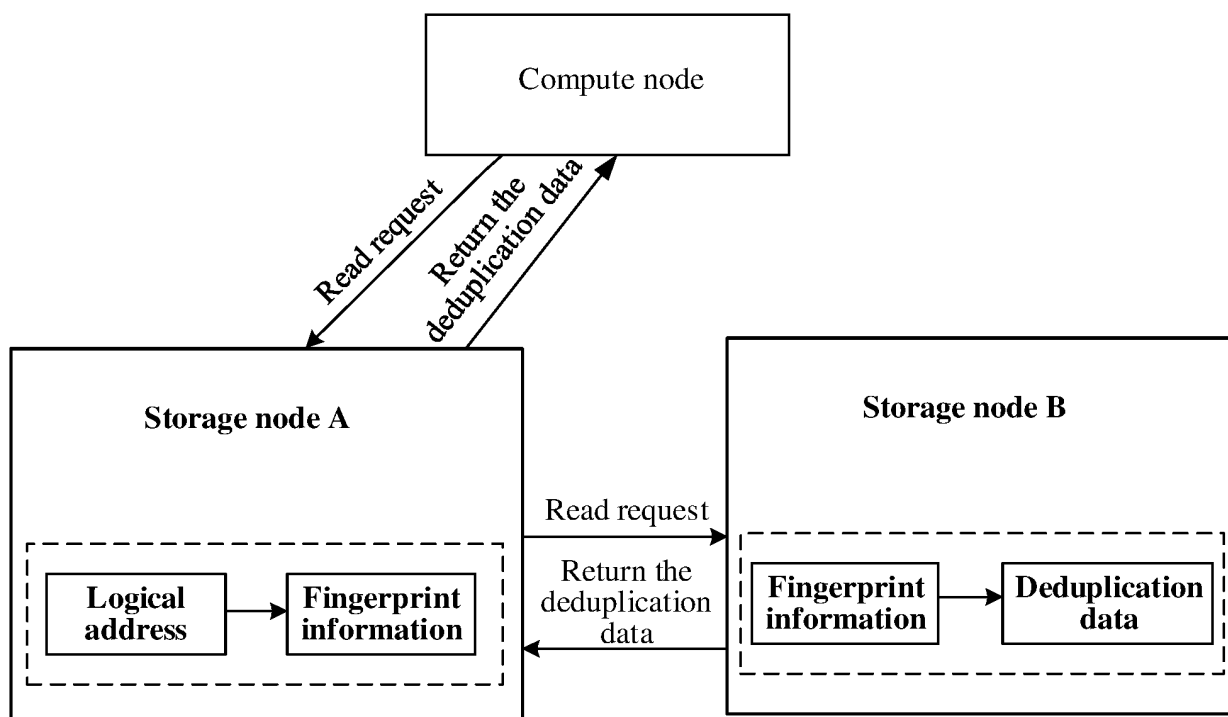 Compute node
Read request
Return the
deduplication data
Storage node A
Storage node B
Read request
Return the
deduplication
data
Logical
address
Fingerprint
information
Fingerprint
information
Deduplication
data